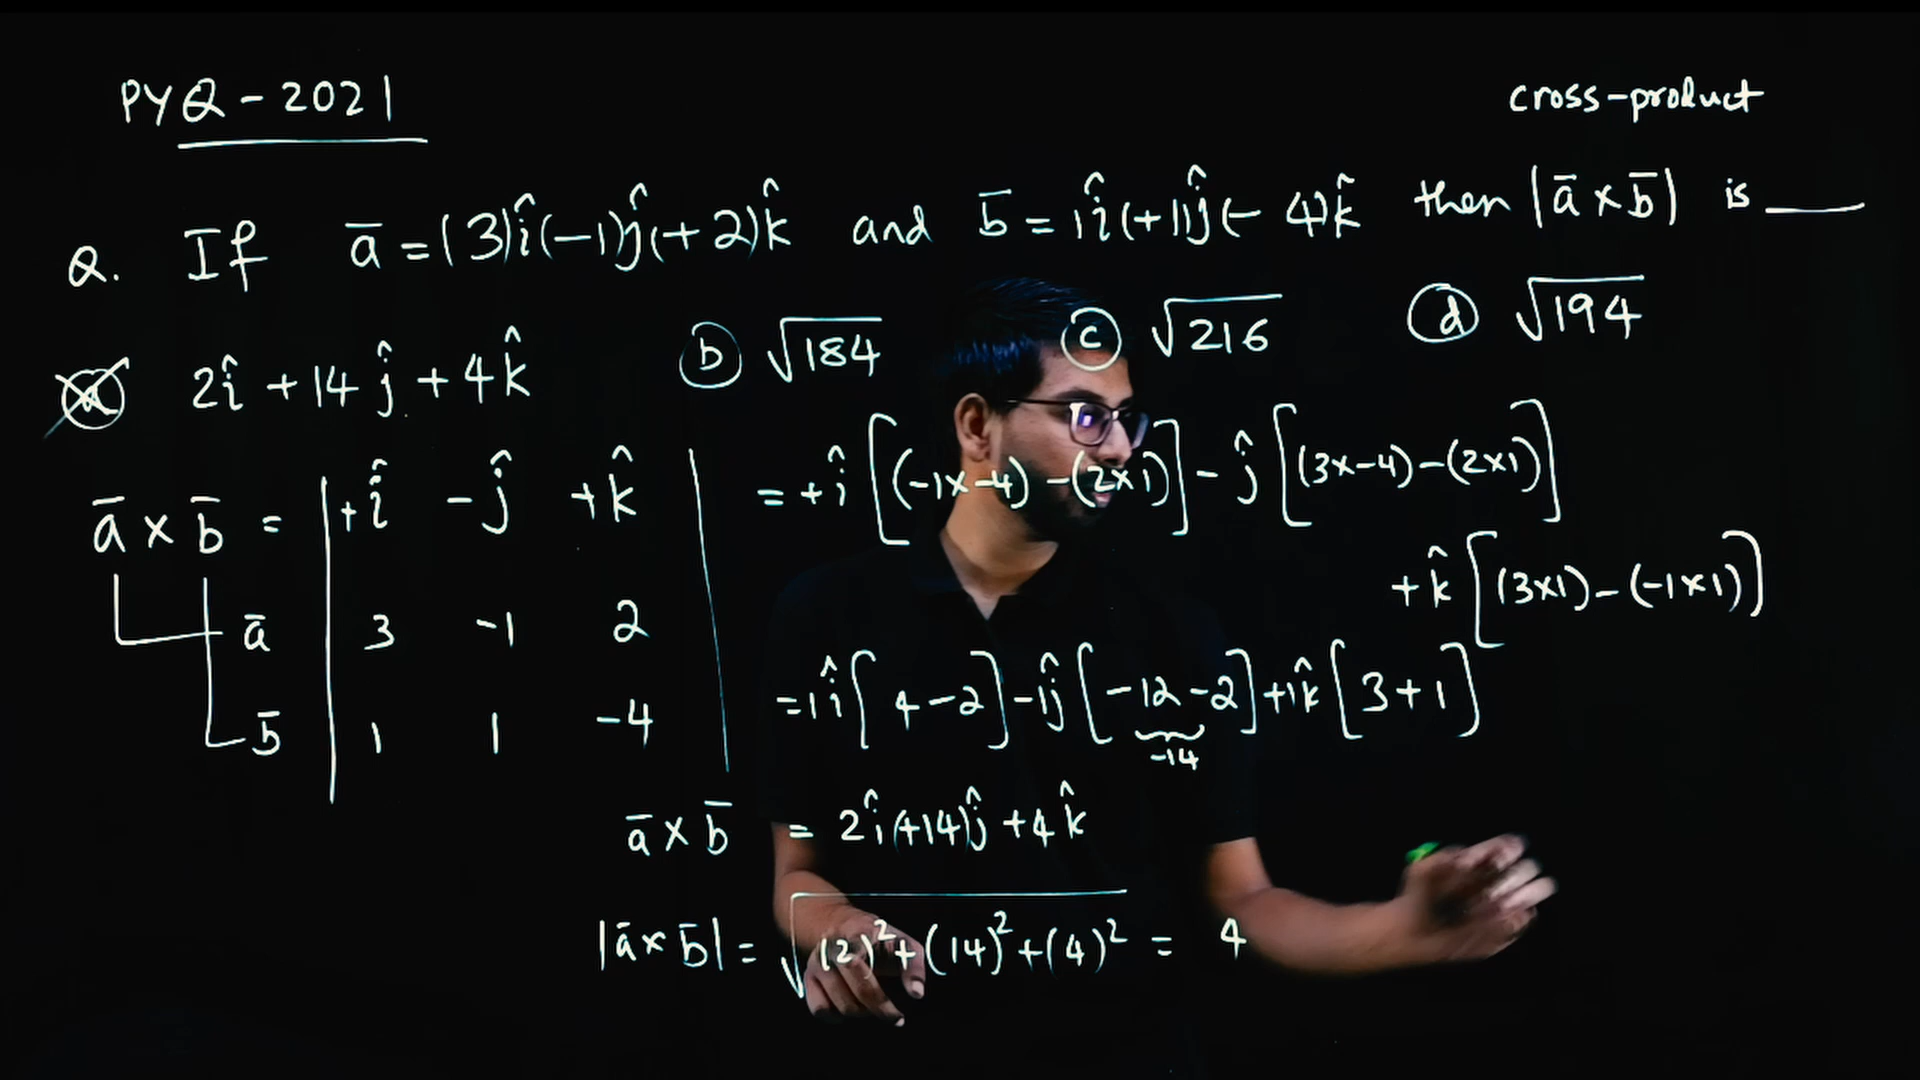 PYQ - 2021
cross-product
Q. If a̅ = (3)î(-1)ĵ(+2)k̂ and b̅ = 1î(+1)ĵ(-4)k̂ then |a̅ × b̅| is ____
(a) 2î + 14ĵ + 4k̂ (b) √184 (c) √216 (d) √194
a̅ × b̅ = | +î -ĵ +k̂ |
a̅ 3 -1 2
b̅ 1 1 -4
= +î [(-1×-4) - (2×1)] - ĵ [(3×-4) - (2×1)]
+ k̂ [(3×1) - (-1×1)]
= 1î [4-2] - 1ĵ [-12-2] + 1k̂ [3+1]
-14
a̅ × b̅ = 2î(+14)ĵ + 4k̂
|a̅ × b̅| = √(2)² + (14)² + (4)² = 4